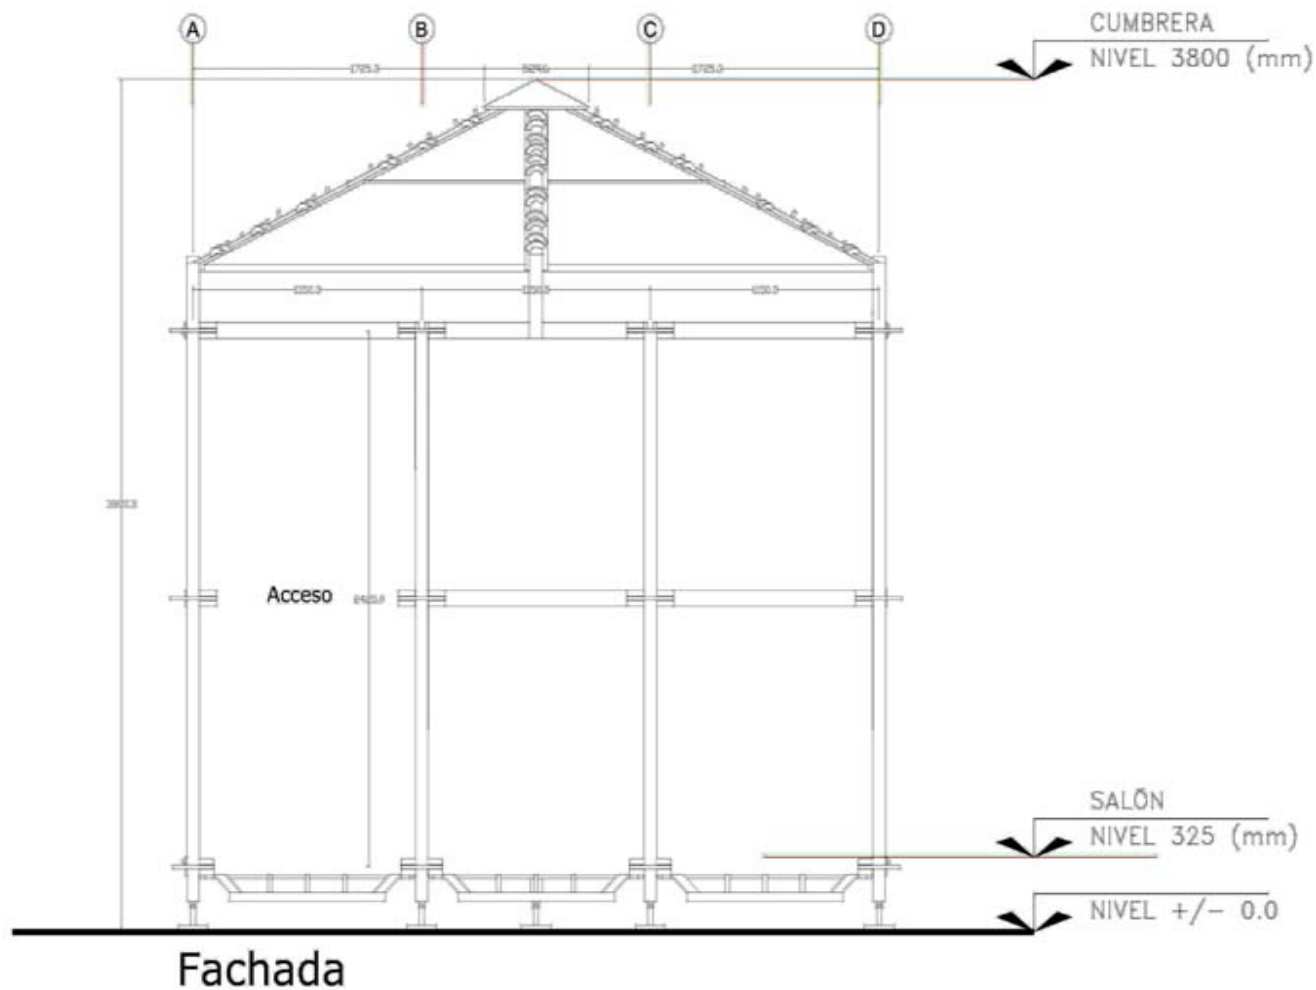 A B C D
CUMBRERA
NIVEL 3800 (mm)
Acceso
SALÓN
NIVEL 325 (mm)
NIVEL +/- 0.0
Fachada